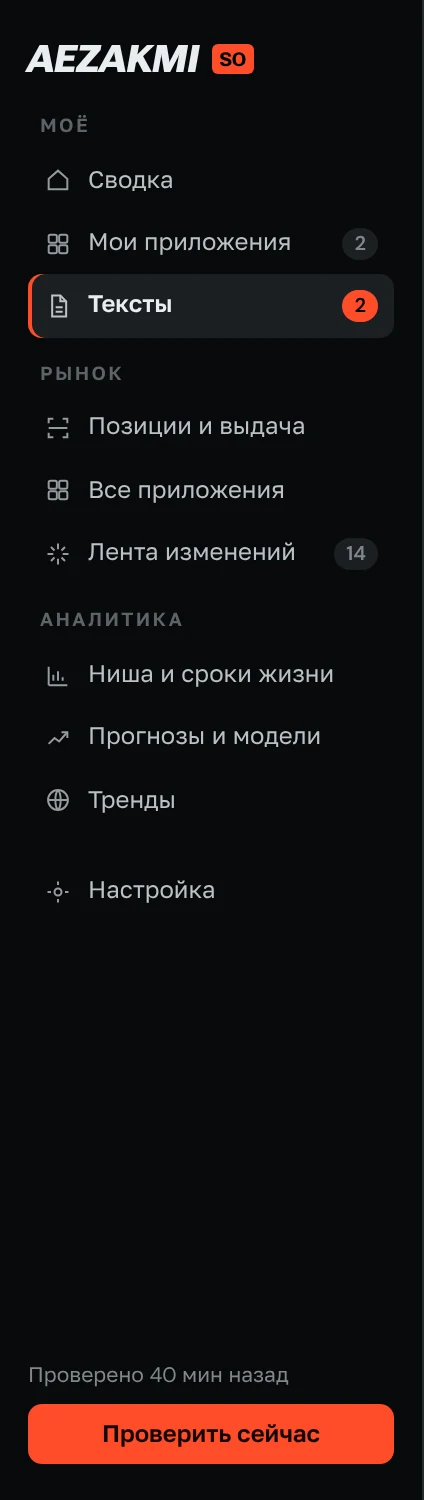 AEZAKMI SO
МОЁ
Сводка
Мои приложения 2
Тексты 2
РЫНОК
Позиции и выдача
Все приложения
Лента изменений 14
АНАЛИТИКА
Ниша и сроки жизни
Прогнозы и модели
Тренды
Настройка
Проверено 40 мин назад
Проверить сейчас